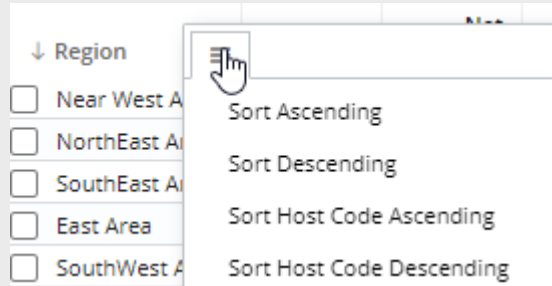 Net
↓ Region
Near West A
NorthEast A
SouthEast A
East Area
SouthWest A
Sort Ascending
Sort Descending
Sort Host Code Ascending
Sort Host Code Descending